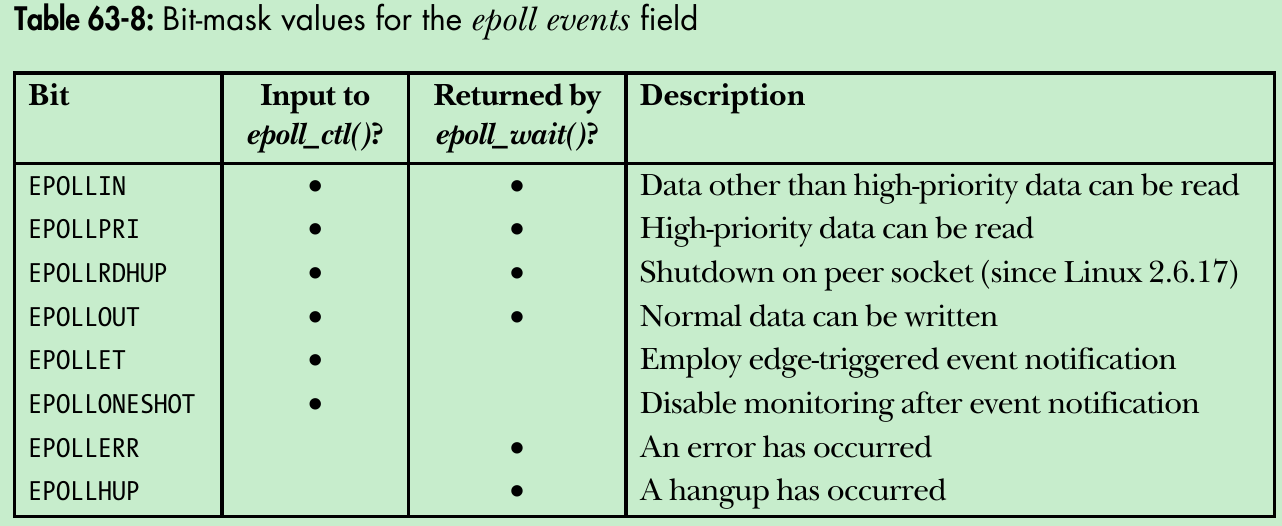 Table 63-8: Bit-mask values for the epoll events field
Bit Input to epoll_ctl()? Returned by epoll_wait()? Description
EPOLLIN • • Data other than high-priority data can be read
EPOLLPRI • • High-priority data can be read
EPOLLRDHUP • • Shutdown on peer socket (since Linux 2.6.17)
EPOLLOUT • • Normal data can be written
EPOLLET • Employ edge-triggered event notification
EPOLLONESHOT • Disable monitoring after event notification
EPOLLERR • An error has occurred
EPOLLHUP • A hangup has occurred